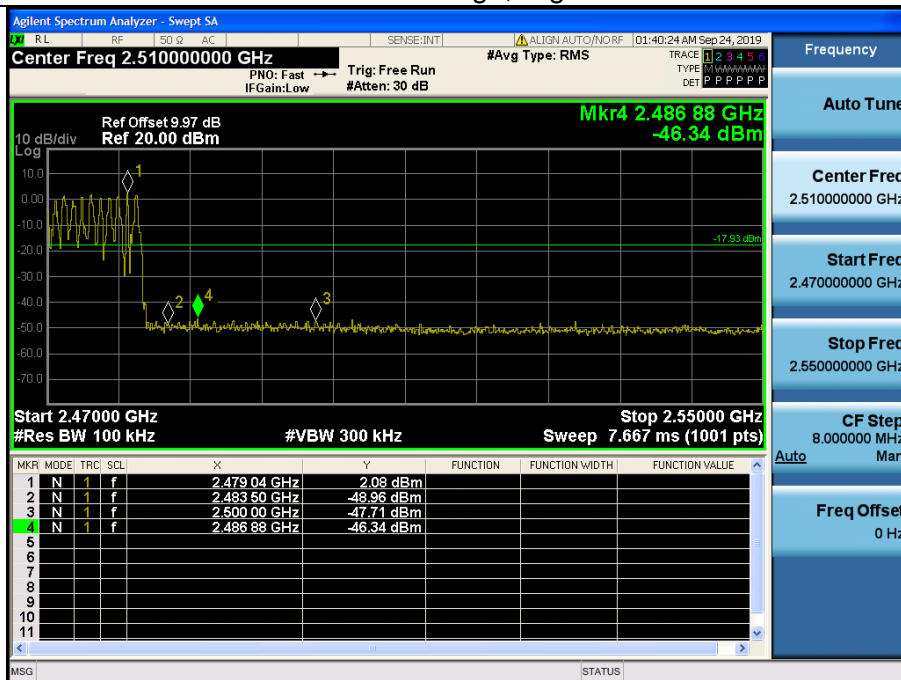 Agilent Spectrum Analyzer - Swept SA
LXI RL RF 50 Ω AC SENSE:INT ALIGN AUTO/NO RF 01:40:24 AM Sep 24, 2019
Center Freq 2.510000000 GHz
#Avg Type: RMS
TRACE 1 2 3 4 5 6
TYPE M WWWWW
DET P P P P P P
PNO: Fast
IFGain:Low
Trig: Free Run
#Atten: 30 dB
Mkr4 2.486 88 GHz
-46.34 dBm
Ref Offset 9.97 dB
10 dB/div Ref 20.00 dBm
Log
10.0
0.00
-10.0
-20.0
-30.0
-40.0
-50.0
-60.0
-70.0
1
2
4
3
-17.93 dBm
Start 2.47000 GHz Stop 2.55000 GHz
#Res BW 100 kHz #VBW 300 kHz Sweep 7.667 ms (1001 pts)
MKR MODE TRC SCL X Y FUNCTION FUNCTION WIDTH FUNCTION VALUE
1 N 1 f 2.479 04 GHz 2.08 dBm
2 N 1 f 2.483 50 GHz -48.96 dBm
3 N 1 f 2.500 00 GHz -47.71 dBm
4 N 1 f 2.486 88 GHz -46.34 dBm
5
6
7
8
9
10
11
MSG STATUS
Frequency
Auto Tune
Center Freq
2.510000000 GHz
Start Freq
2.470000000 GHz
Stop Freq
2.550000000 GHz
CF Step
8.000000 MHz
Auto Man
Freq Offset
0 Hz